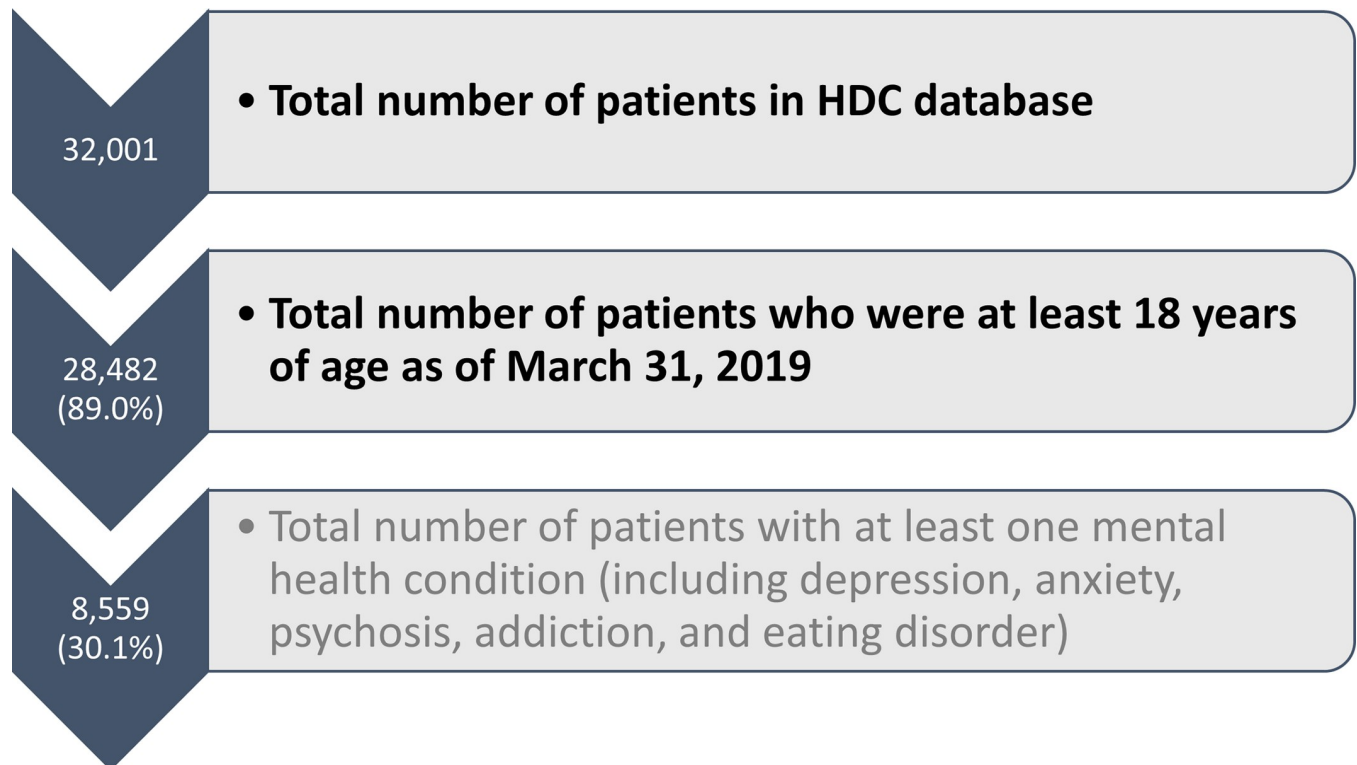 32,001
• Total number of patients in HDC database
28,482
(89.0%)
• Total number of patients who were at least 18 years
of age as of March 31, 2019
8,559
(30.1%)
• Total number of patients with at least one mental
health condition (including depression, anxiety,
psychosis, addiction, and eating disorder)